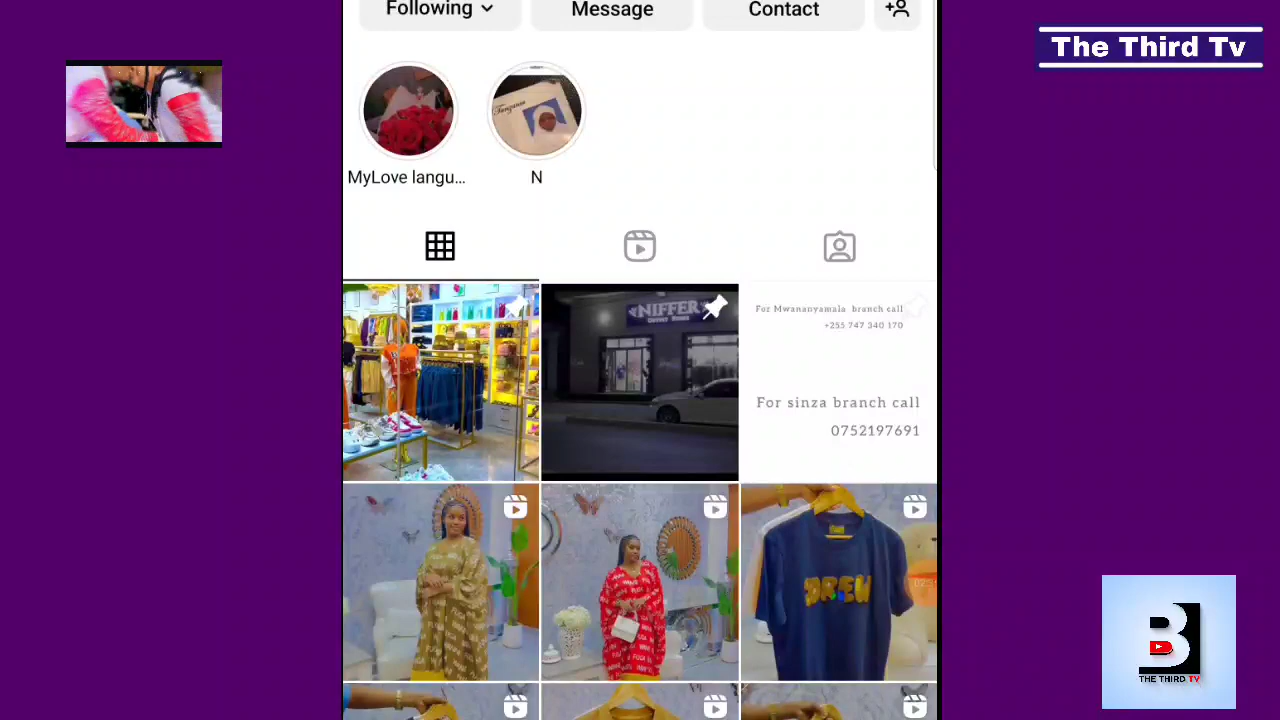 Following
Message
Contact
The Third Tv
MyLove langu...
N
NIFFER
For Mwananyamala branch call
+255 747 340 170
For sinza branch call
0752197691
DREW
B
THE THIRD TV